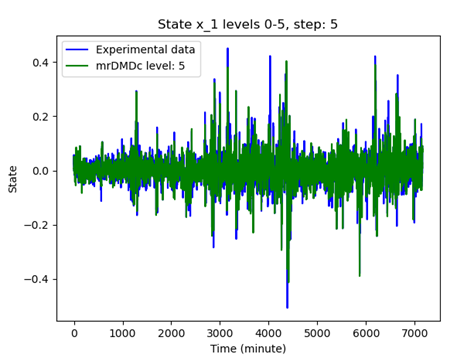 State x_1 levels 0-5, step: 5
Experimental data
mrDMDc level: 5
0.4
0.2
0.0
−0.2
−0.4
State
0 1000 2000 3000 4000 5000 6000 7000
Time (minute)